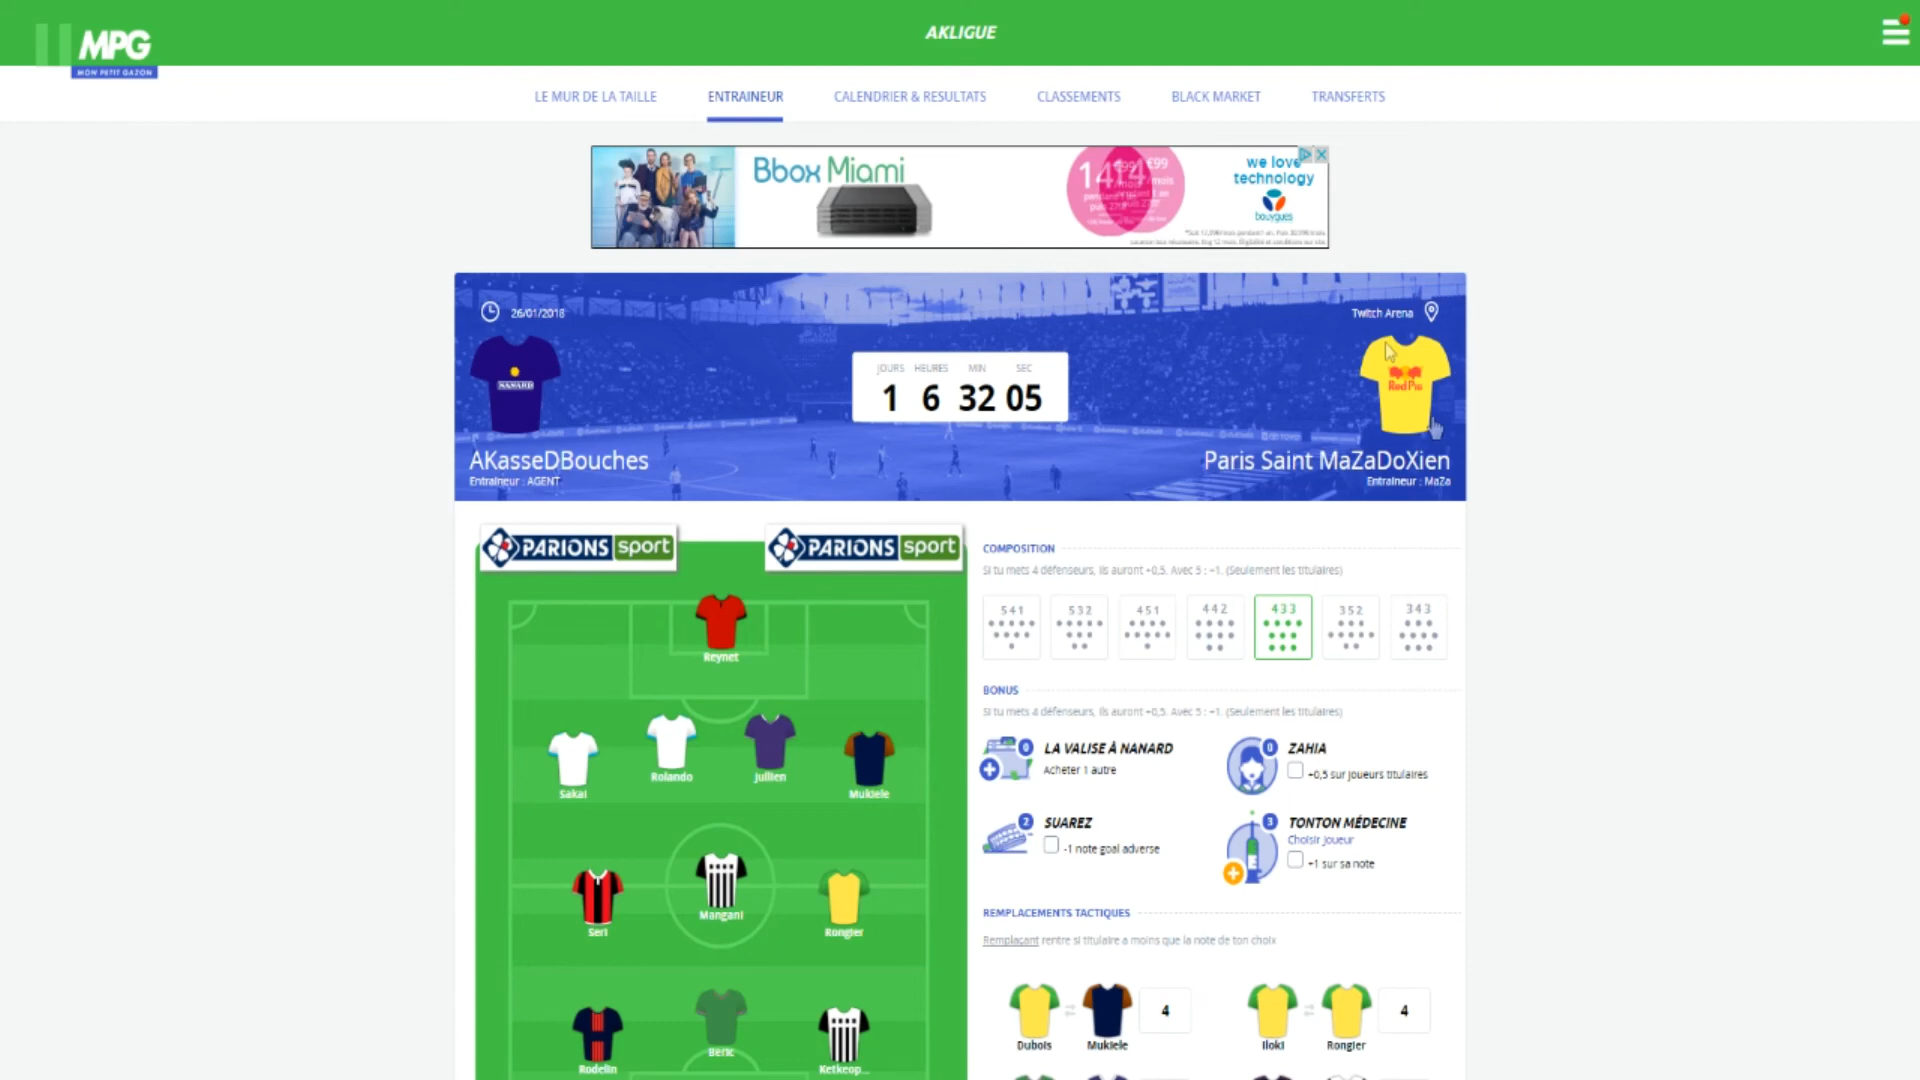 MPG
MON PETIT GAZON
AKLIGUE
LE MUR DE LA TAILLE
ENTRAINEUR
CALENDRIER & RESULTATS
CLASSEMENTS
BLACK MARKET
TRANSFERTS
Bbox Miami
we love
technology
bouygues
26/01/2018
Twitch Arena
NANARD
Red Pig
JOURS HEURES MIN SEC
1 6 32 05
AKasseDBouches
Entraineur : AGENT
Paris Saint MaZaDoXien
Entraineur : MaZa
PARIONS sport
PARIONS sport
Reynet
Sakai
Rolando
Jullien
Mukiele
Seri
Mangani
Rongier
Rodelin
Beric
Ketkeop...
COMPOSITION
Si tu mets 4 défenseurs, ils auront +0,5. Avec 5 : +1. (Seulement les titulaires)
541
532
451
442
433
352
343
BONUS
Si tu mets 4 défenseurs, ils auront +0,5. Avec 5 : +1. (Seulement les titulaires)
0
LA VALISE À NANARD
Acheter 1 autre
0
ZAHIA
+0,5 sur joueurs titulaires
2
SUAREZ
-1 note goal adverse
3
TONTON MÉDECINE
Choisir joueur
+1 sur sa note
REMPLACEMENTS TACTIQUES
Remplaçant rentre si titulaire a moins que la note de ton choix
Dubois
Mukiele
4
Iloki
Rongier
4